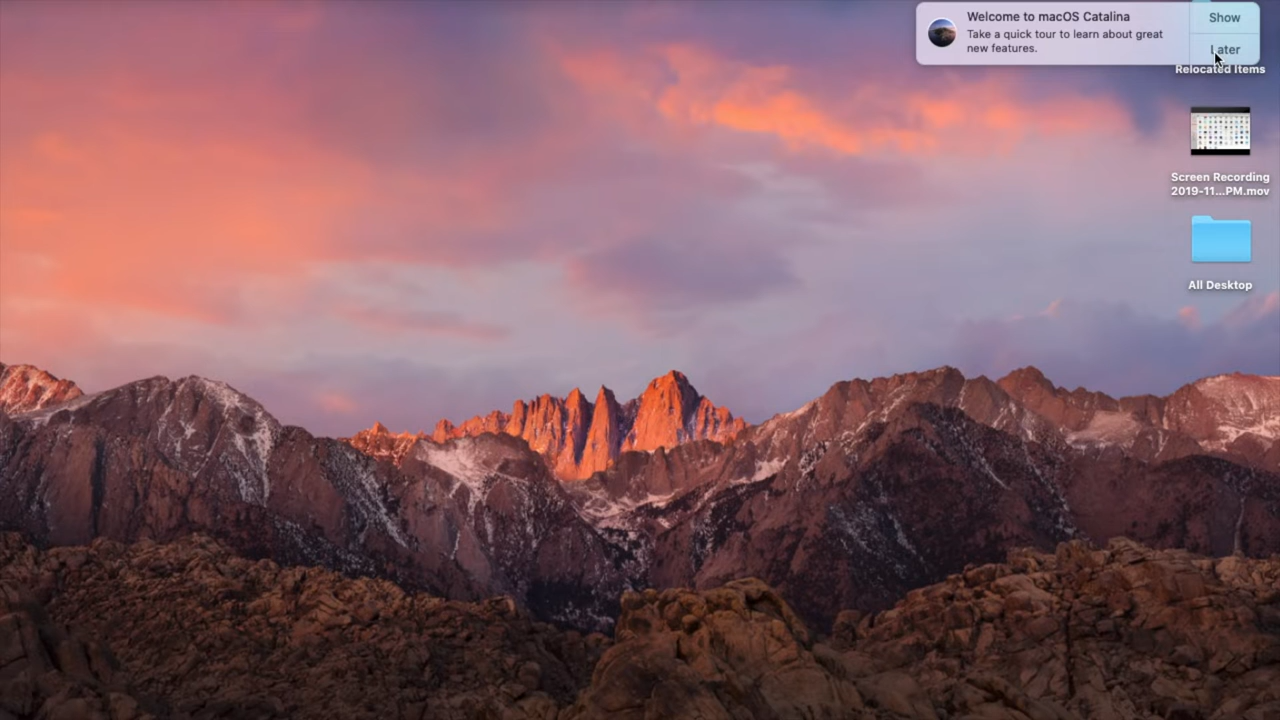 Welcome to macOS Catalina
Take a quick tour to learn about great
new features.
Show
Later
Relocated Items
Screen Recording
2019-11...PM.mov
All Desktop